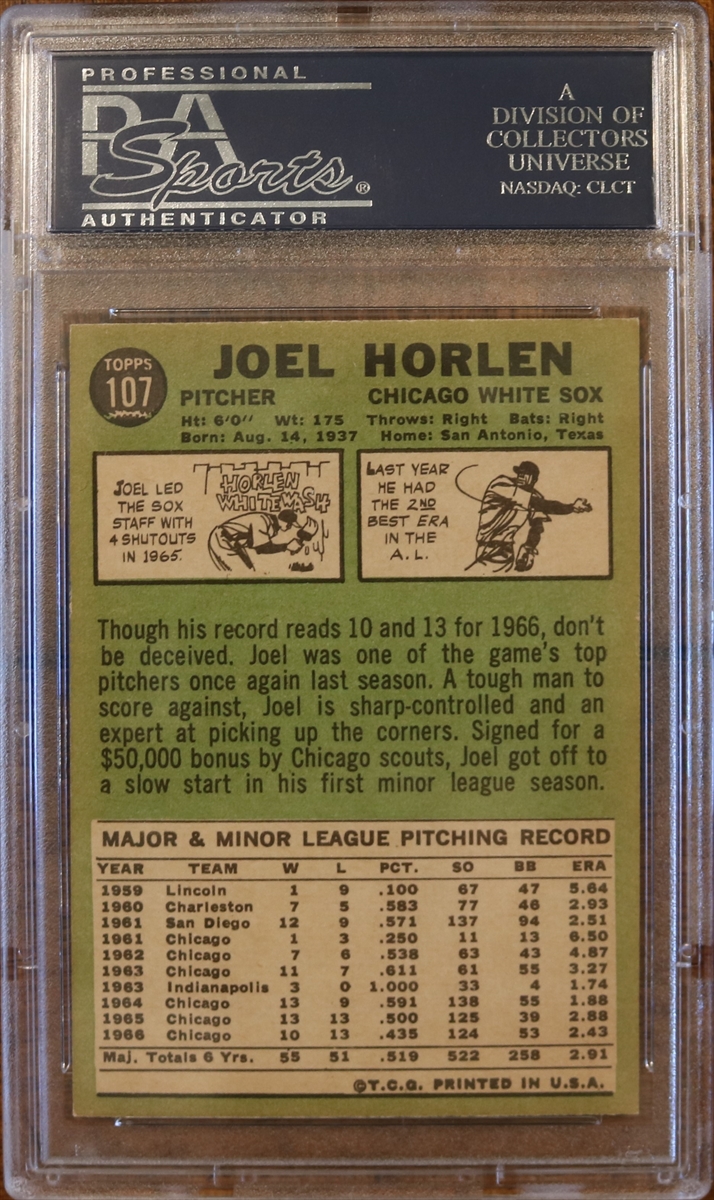 PROFESSIONAL
PSA
Sports®
AUTHENTICATOR
A
DIVISION OF
COLLECTORS
UNIVERSE
NASDAQ: CLCT
TOPPS
107
JOEL HORLEN
PITCHER CHICAGO WHITE SOX
Ht: 6'0" Wt: 175 Throws: Right Bats: Right
Born: Aug. 14, 1937 Home: San Antonio, Texas
JOEL LED
THE SOX
STAFF WITH
4 SHUTOUTS
IN 1965.
HORLEN
WHITEWASH
LAST YEAR
HE HAD
THE 2ND
BEST ERA
IN THE
A.L.
Though his record reads 10 and 13 for 1966, don't
be deceived. Joel was one of the game's top
pitchers once again last season. A tough man to
score against, Joel is sharp-controlled and an
expert at picking up the corners. Signed for a
$50,000 bonus by Chicago scouts, Joel got off to
a slow start in his first minor league season.
MAJOR & MINOR LEAGUE PITCHING RECORD
YEAR TEAM W L PCT. SO BB ERA
1959 Lincoln 1 9 .100 67 47 5.64
1960 Charleston 7 5 .583 77 46 2.93
1961 San Diego 12 9 .571 137 94 2.51
1961 Chicago 1 3 .250 11 13 6.50
1962 Chicago 7 6 .538 63 43 4.87
1963 Chicago 11 7 .611 61 55 3.27
1963 Indianapolis 3 0 1.000 33 4 1.74
1964 Chicago 13 9 .591 138 55 1.88
1965 Chicago 13 13 .500 125 39 2.88
1966 Chicago 10 13 .435 124 53 2.43
Maj. Totals 6 Yrs. 55 51 .519 522 258 2.91
©T.C.G. PRINTED IN U.S.A.